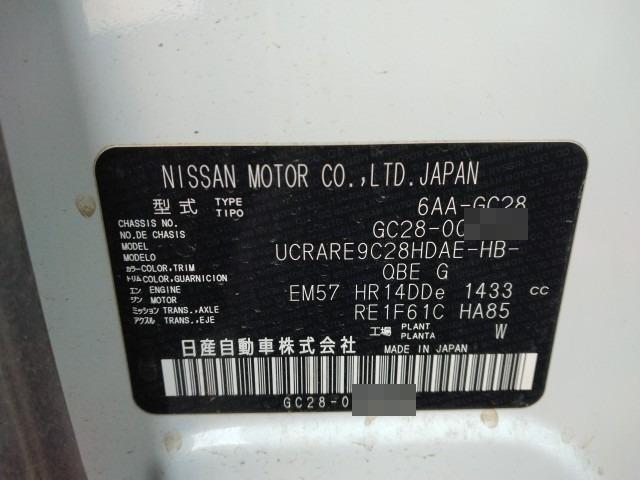 NISSAN MOTOR CO.,LTD.JAPAN
型式 TYPE TIPO 6AA-GC28
CHASSIS NO. NO.DE CHASIS GC28-00
MODEL MODELO UCRARE9C28HDAE-HB-
カラー COLOR,TRIM トリム COLOR,GUARNICION QBE G
エンジン ENGINE MOTOR EM57 HR14DDe 1433 cc
ミッション TRANS.,AXLE アクスル TRANS.,EJE RE1F61C HA85
工場 PLANT PLANTA W
日産自動車株式会社 MADE IN JAPAN
GC28-0